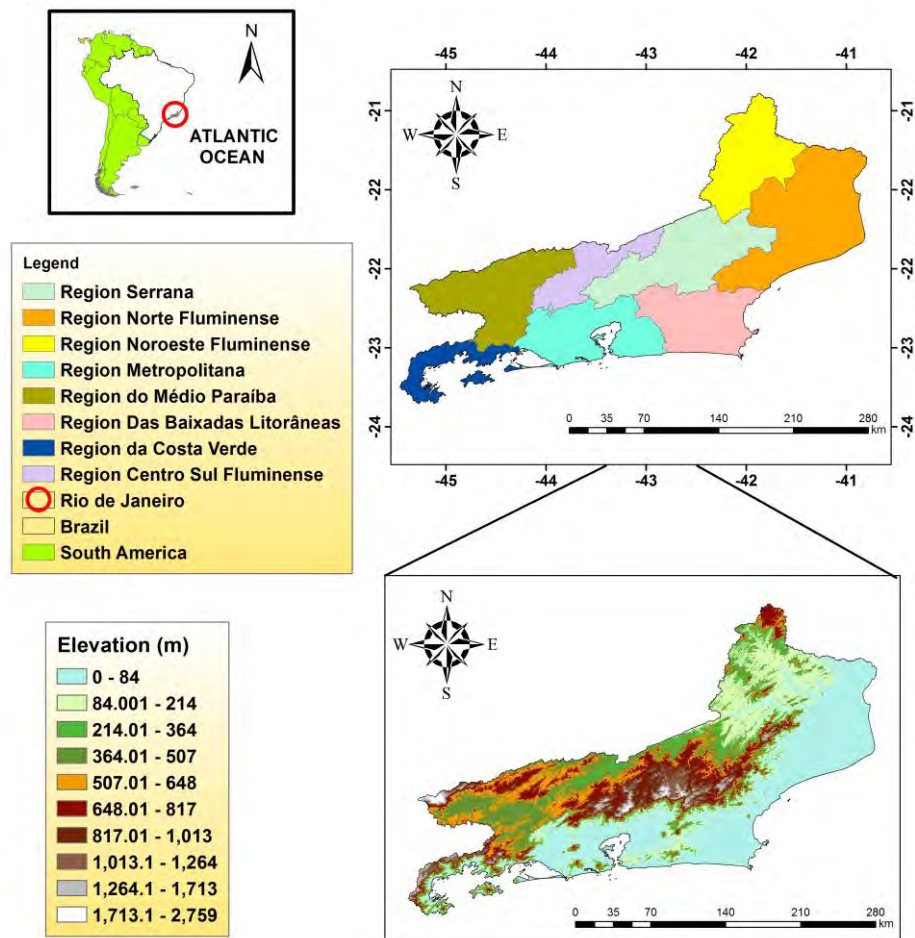 N
ATLANTIC
OCEAN
-45 -44 -43 -42 -41
-21 -22 -22 -23 -24
N
W E
S
0 35 70 140 210 280
km
-21 -22 -22 -23 -24
-45 -44 -43 -42 -41
Legend
Region Serrana
Region Norte Fluminense
Region Noroeste Fluminense
Region Metropolitana
Region do Médio Paraíba
Region Das Baixadas Litorâneas
Region da Costa Verde
Region Centro Sul Fluminense
Rio de Janeiro
Brazil
South America
Elevation (m)
0 - 84
84.001 - 214
214.01 - 364
364.01 - 507
507.01 - 648
648.01 - 817
817.01 - 1,013
1,013.1 - 1,264
1,264.1 - 1,713
1,713.1 - 2,759
N
W E
S
0 35 70 140 210 280
km